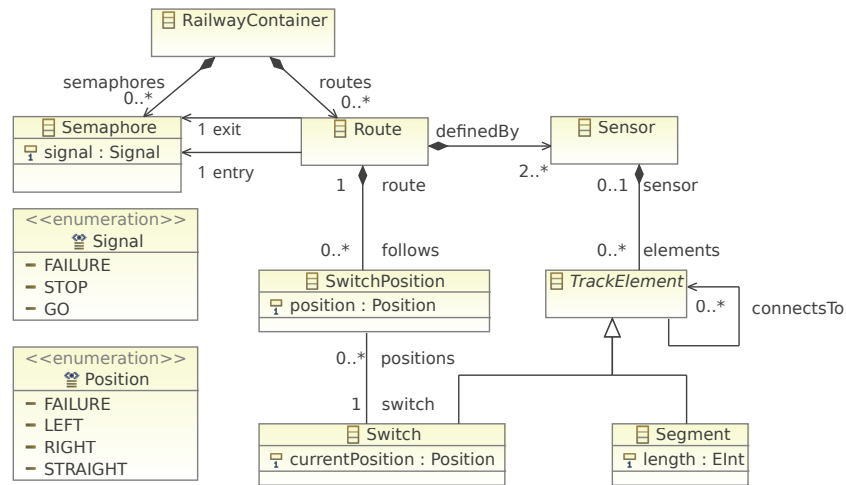 RailwayContainer
semaphores
routes
0..*
0..*
Semaphore
signal : Signal
1 exit
1 entry
Route
definedBy
2..*
Sensor
1 route
0..1 sensor
<<enumeration>>
Signal
FAILURE
STOP
GO
0..* follows
0..* elements
SwitchPosition
position : Position
TrackElement
0..*
connectsTo
<<enumeration>>
Position
FAILURE
LEFT
RIGHT
STRAIGHT
0..* positions
1 switch
Switch
currentPosition : Position
Segment
length : EInt